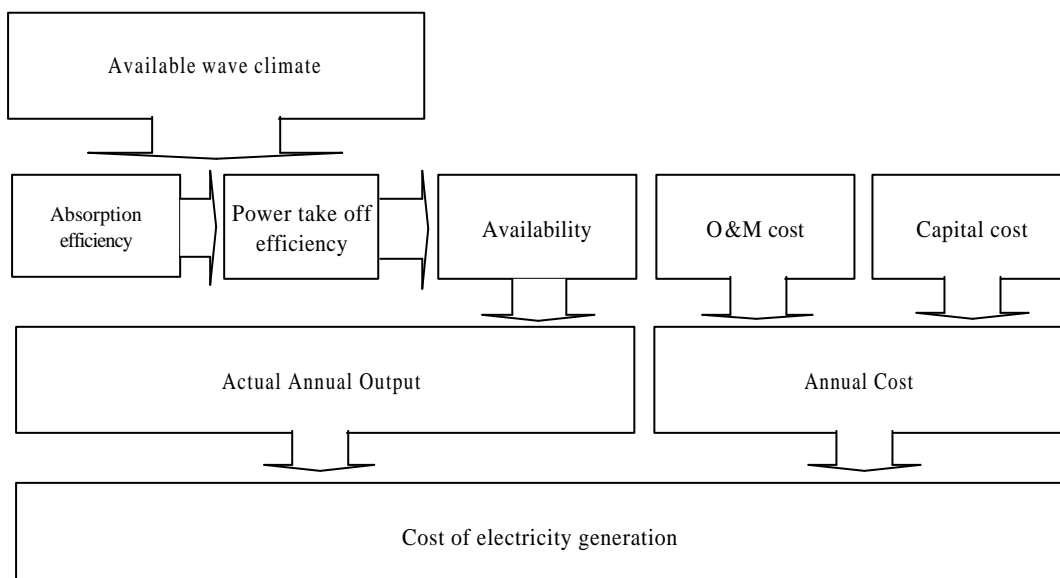 Available wave climate
Absorption
efficiency
Power take off
efficiency
Availability
O&M cost
Capital cost
Actual Annual Output
Annual Cost
Cost of electricity generation